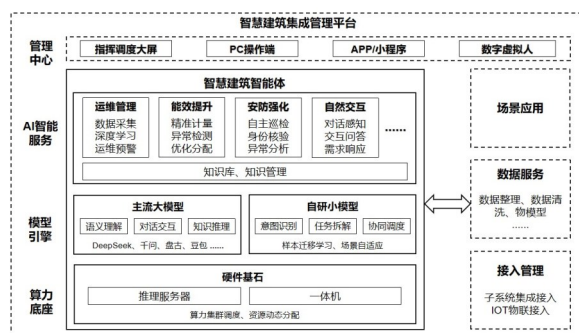 智慧建筑集成管理平台
管理
中心
指挥调度大屏
PC操作端
APP/小程序
数字虚拟人
AI智能
服务
智慧建筑智能体
运维管理
数据采集
深度学习
运维预警
能效提升
精准计量
异常检测
优化分配
安防强化
自主巡检
身份核验
异常分析
自然交互
对话感知
交互问答
需求响应
……
知识库、知识管理
场景应用
模型
引擎
主流大模型
语义理解
对话交互
知识推理
DeepSeek、千问、盘古、豆包 ......
自研小模型
意图识别
任务拆解
协同调度
样本迁移学习、场景自适应
数据服务
数据整理、数据清
洗、物模型
……
算力
底座
硬件基石
推理服务器
一体机
算力集群调度、资源动态分配
接入管理
子系统集成接入
IOT物联接入